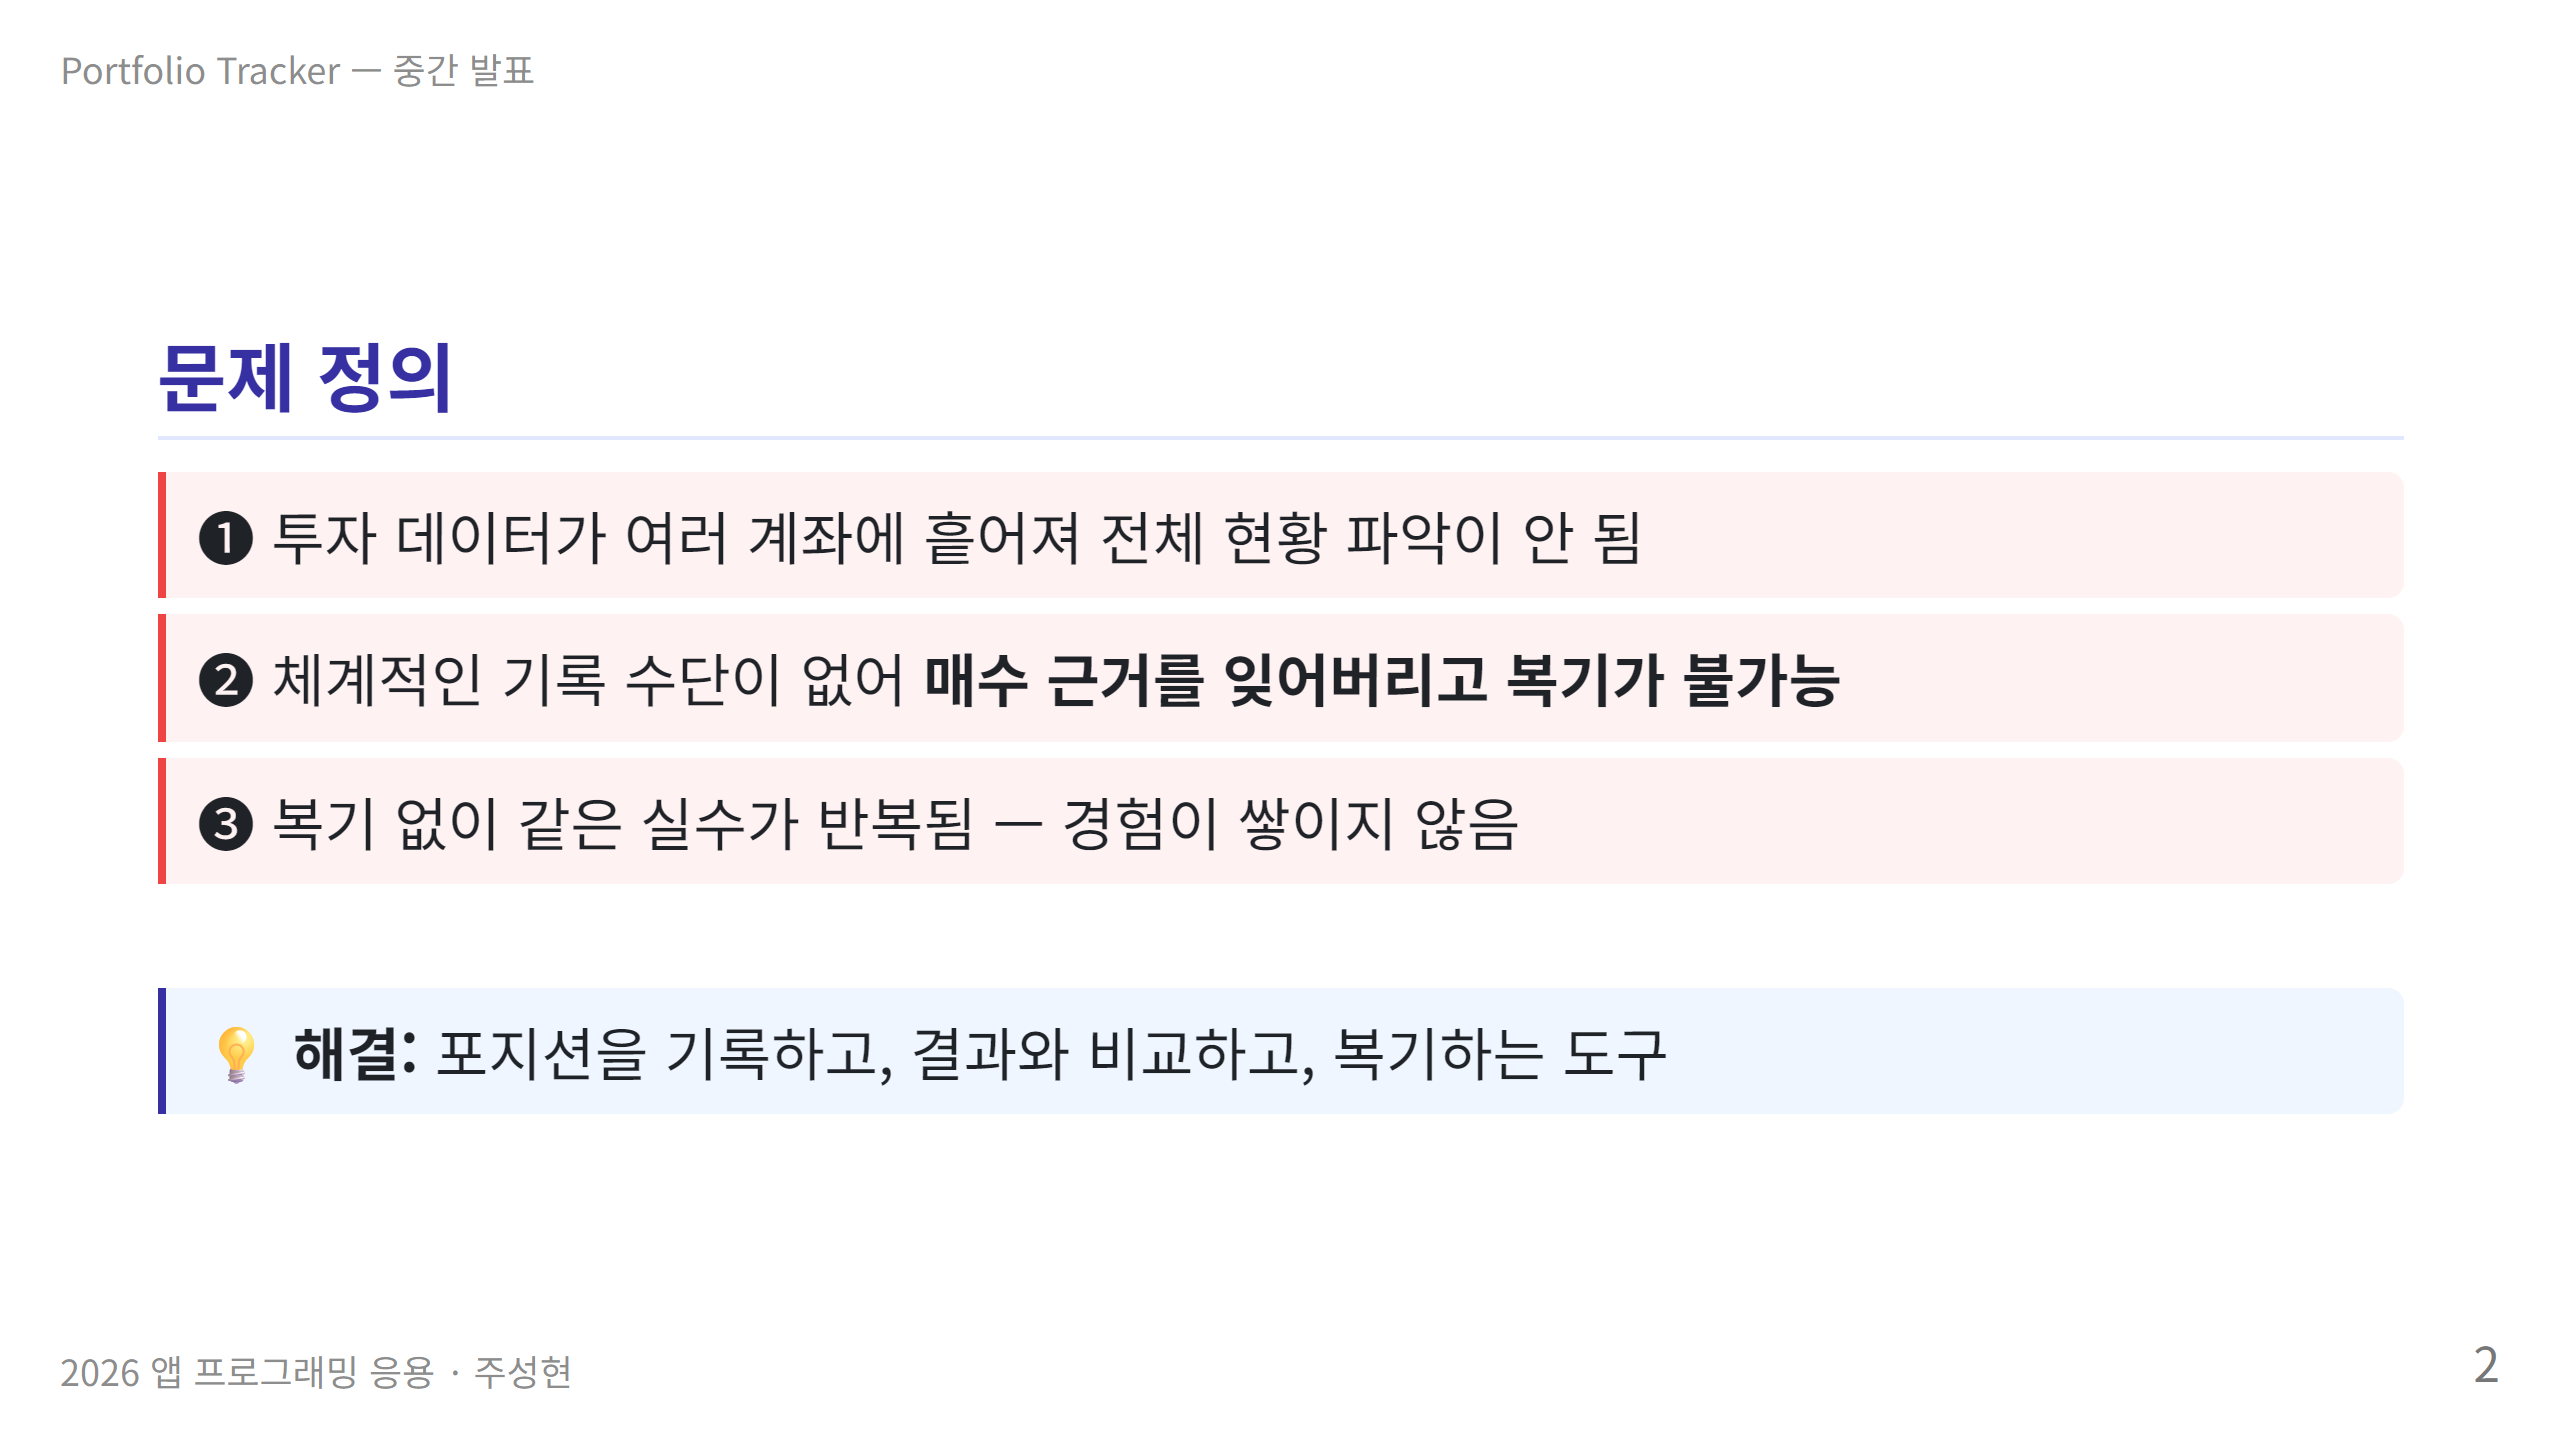 Portfolio Tracker — 중간 발표
문제 정의
❶ 투자 데이터가 여러 계좌에 흩어져 전체 현황 파악이 안 됨
❷ 체계적인 기록 수단이 없어 매수 근거를 잊어버리고 복기가 불가능
❸ 복기 없이 같은 실수가 반복됨 — 경험이 쌓이지 않음
💡 해결: 포지션을 기록하고, 결과와 비교하고, 복기하는 도구
2026 앱 프로그래밍 응용 · 주성현
2